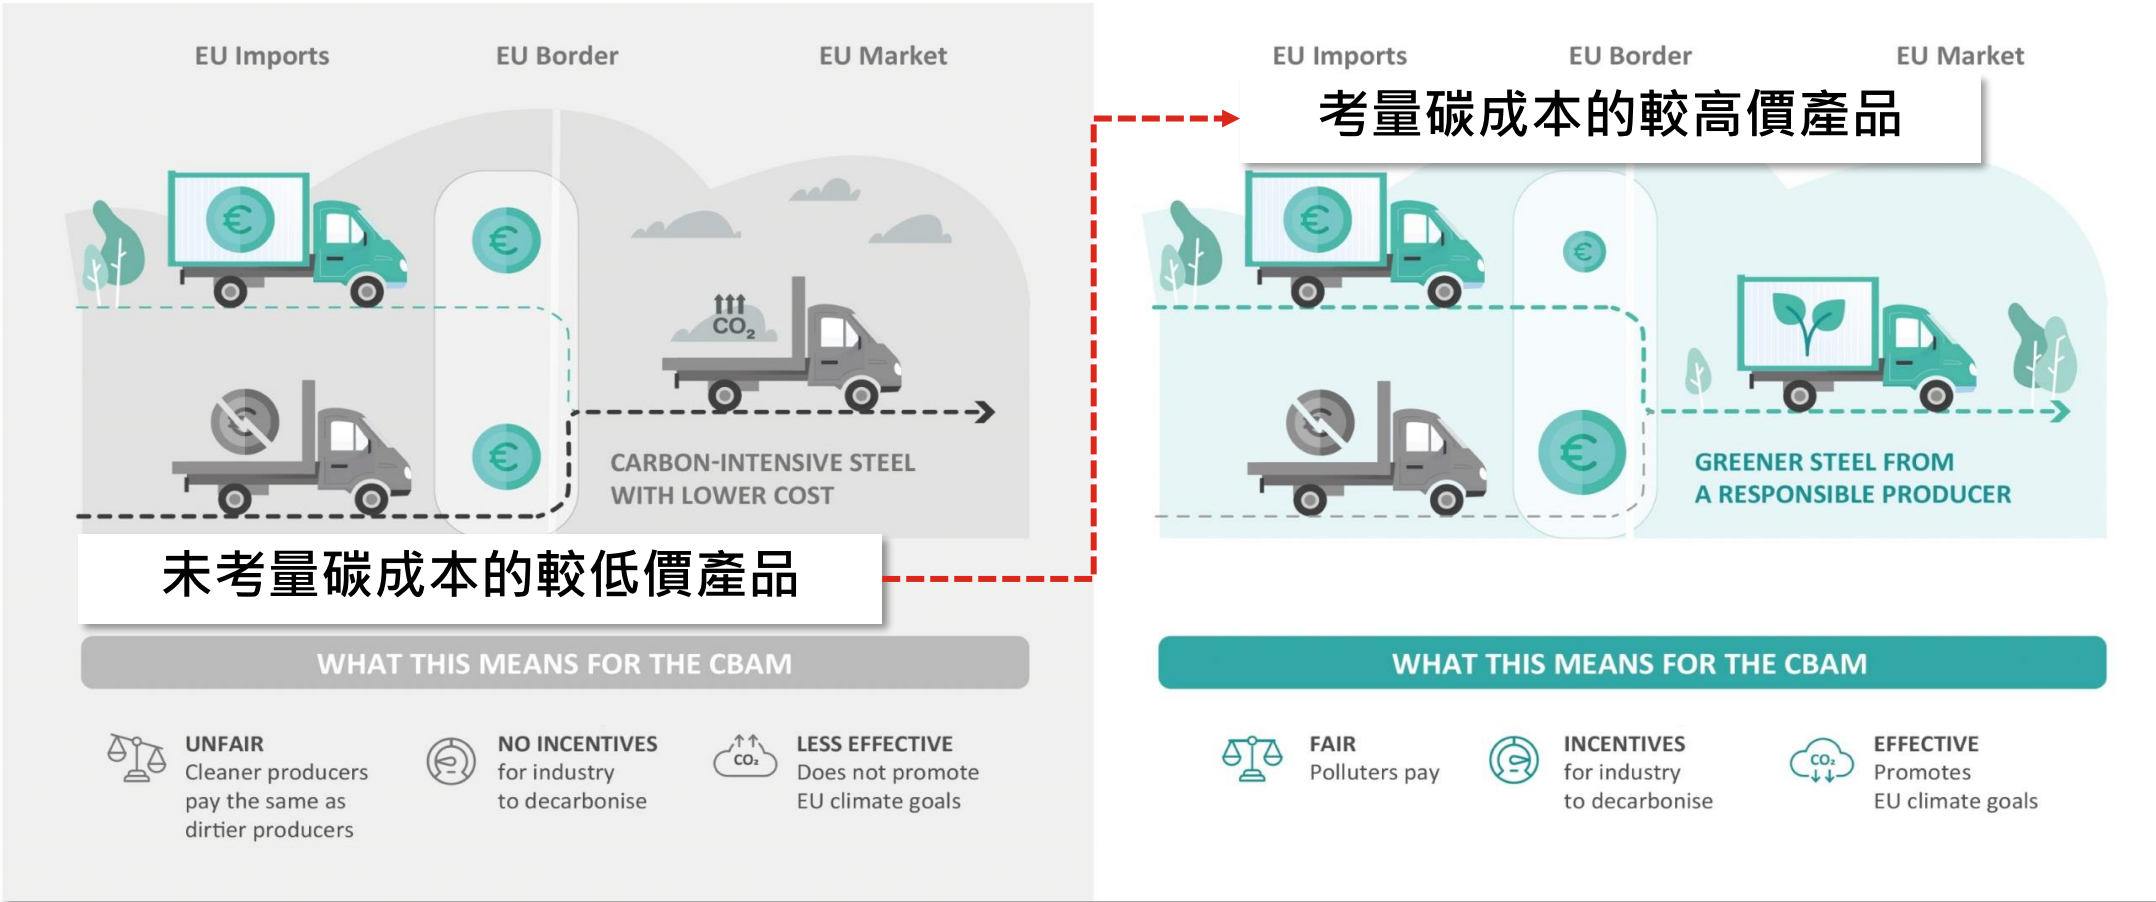 EU Imports
EU Border
EU Market
€
€
CO₂
€
€
CARBON-INTENSIVE STEEL
WITH LOWER COST
未考量碳成本的較低價產品
WHAT THIS MEANS FOR THE CBAM
UNFAIR
Cleaner producers
pay the same as
dirtier producers
NO INCENTIVES
for industry
to decarbonise
CO₂
LESS EFFECTIVE
Does not promote
EU climate goals
EU Imports
EU Border
EU Market
考量碳成本的較高價產品
€
€
€
€
GREENER STEEL FROM
A RESPONSIBLE PRODUCER
WHAT THIS MEANS FOR THE CBAM
FAIR
Polluters pay
INCENTIVES
for industry
to decarbonise
CO₂
EFFECTIVE
Promotes
EU climate goals